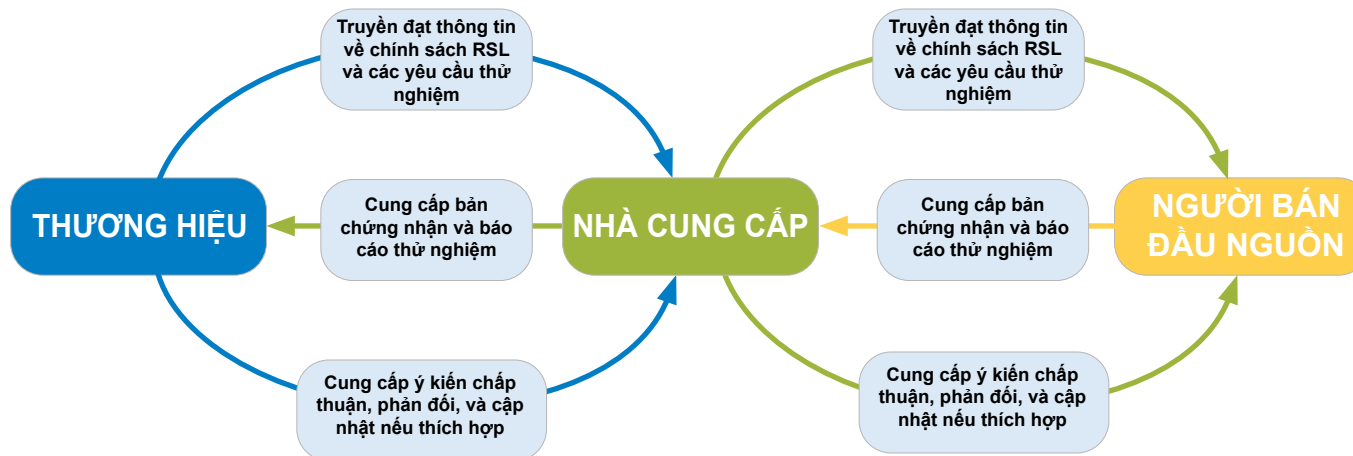 Truyền đạt thông tin
về chính sách RSL
và các yêu cầu thử
nghiệm
Truyền đạt thông tin
về chính sách RSL
và các yêu cầu thử
nghiệm
THƯƠNG HIỆU
Cung cấp bản
chứng nhận và báo
cáo thử nghiệm
NHÀ CUNG CẤP
Cung cấp bản
chứng nhận và báo
cáo thử nghiệm
NGƯỜI BÁN
ĐẦU NGUỒN
Cung cấp ý kiến chấp
thuận, phản đối, và cập
nhật nếu thích hợp
Cung cấp ý kiến chấp
thuận, phản đối, và cập
nhật nếu thích hợp